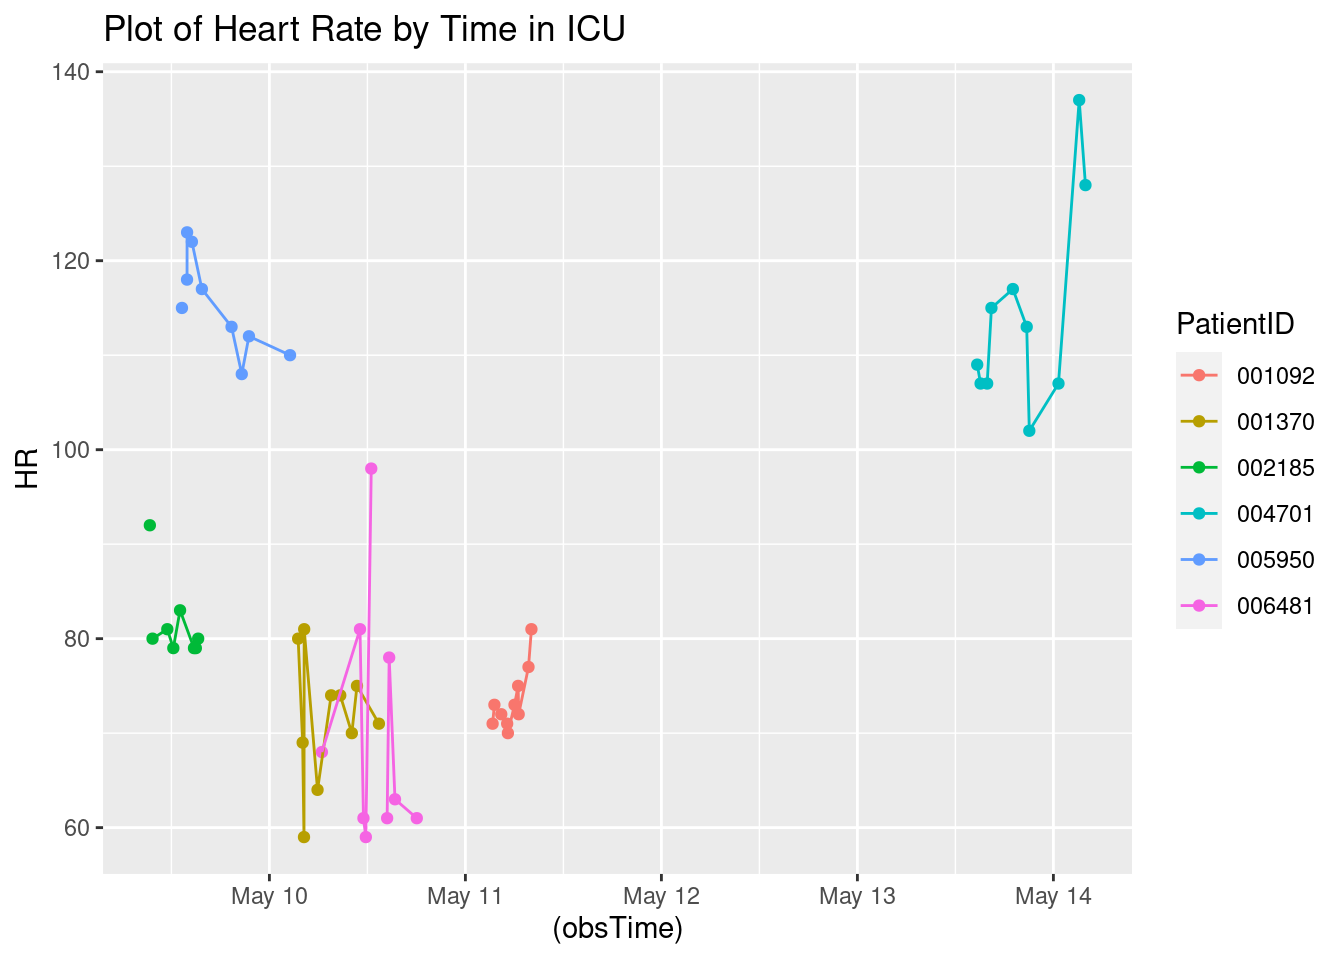 Plot of Heart Rate by Time in ICU
140
120
100
80
60
HR
May 10
May 11
May 12
May 13
May 14
(obsTime)
PatientID
001092
001370
002185
004701
005950
006481